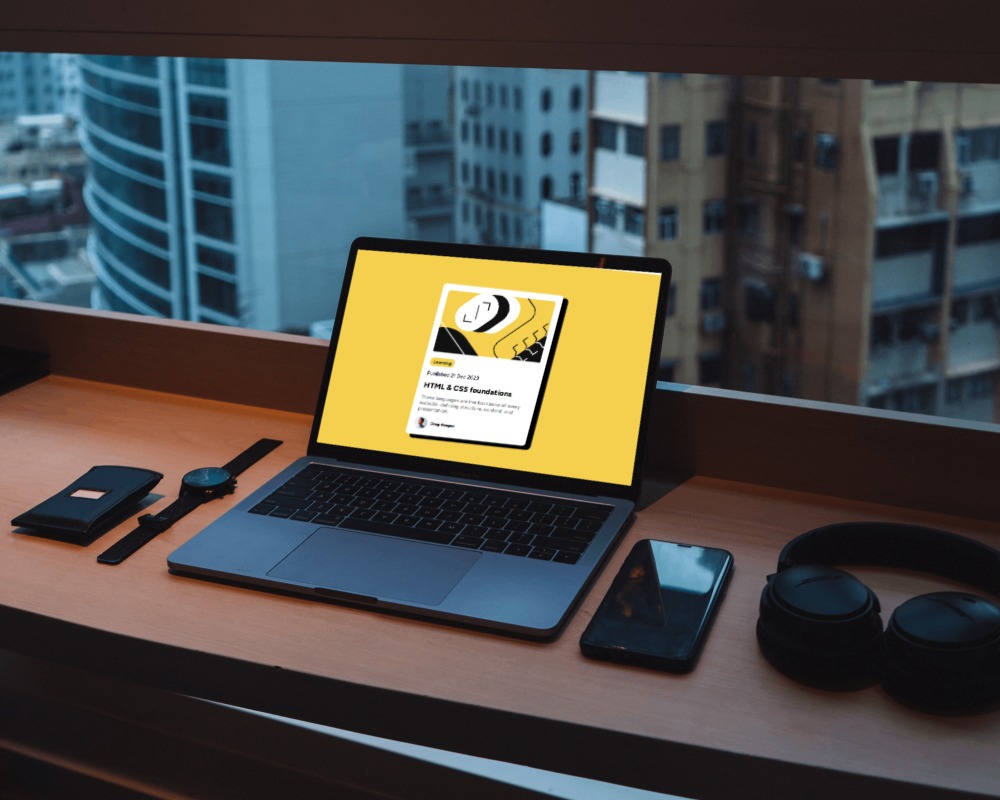 Learning
Published 21 Dec 2023
HTML & CSS foundations
These languages are the backbone of every
website, defining structure, content, and
presentation.
Greg Hooper